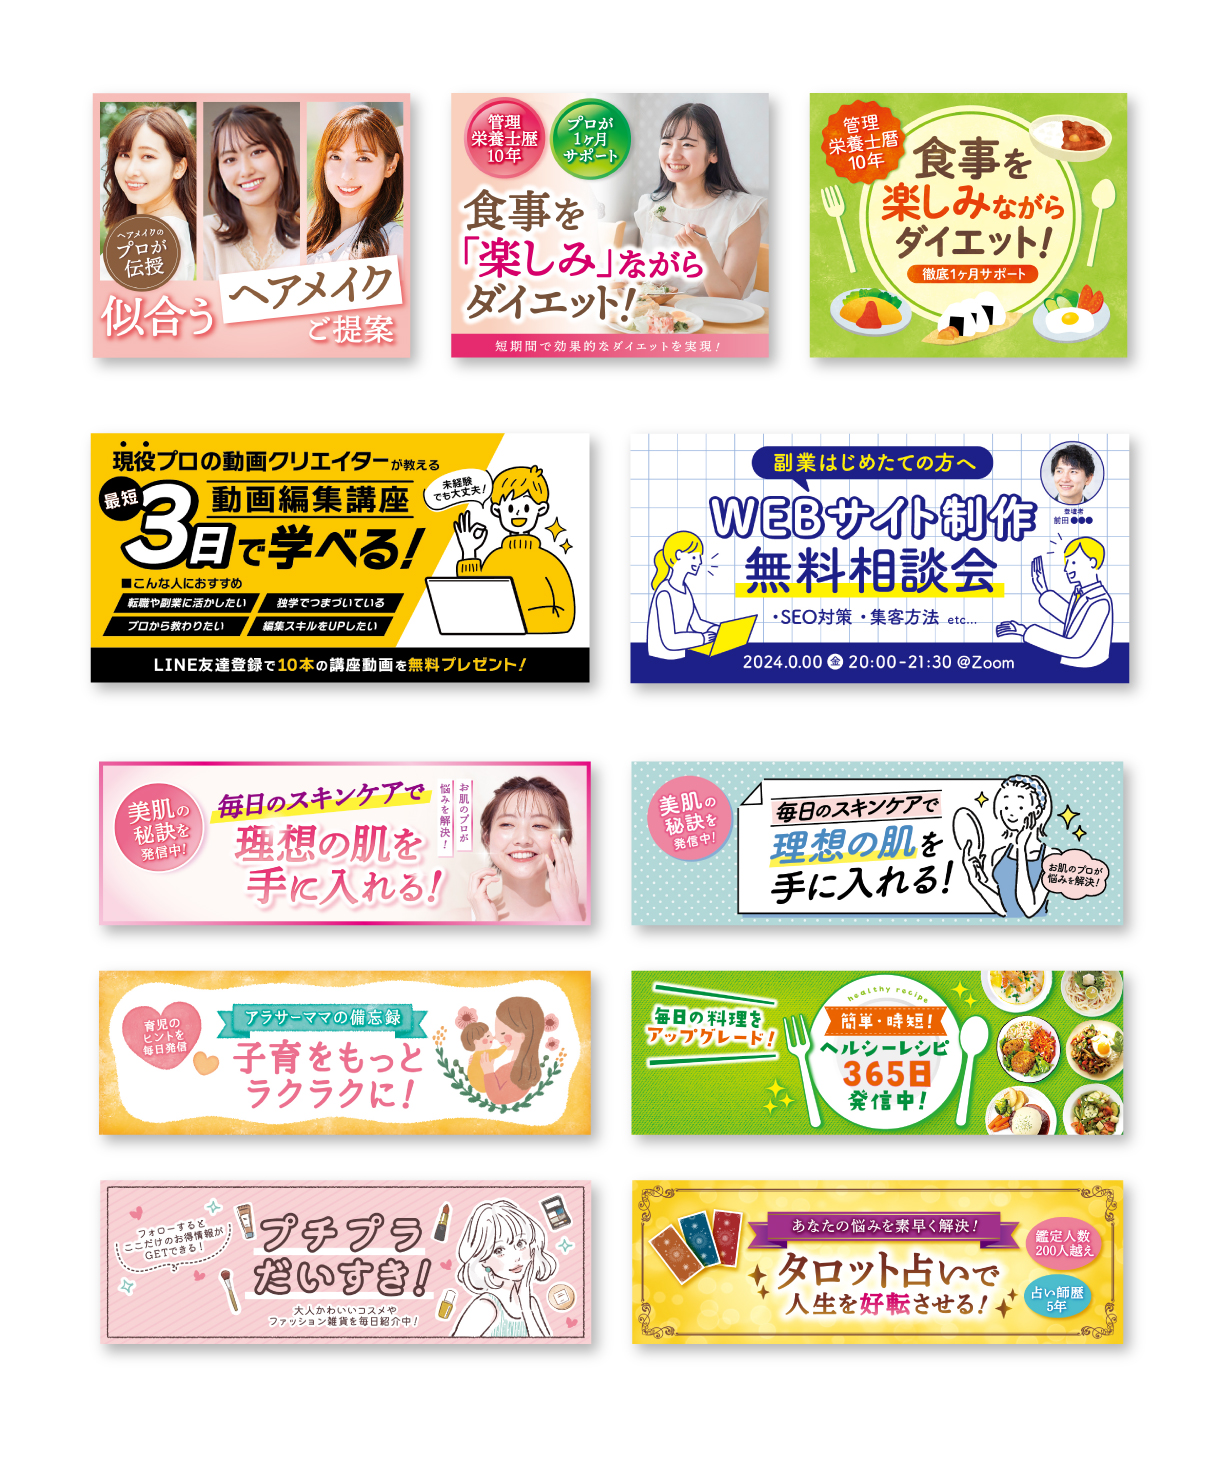 ヘアメイクの
プロが
伝授
似合う
ヘアメイク
ご提案
管理
栄養士歴
10年
プロが
1ヶ月
サポート
食事を
「楽しみ」ながら
ダイエット!
短期間で効果的なダイエットを実現!
管理
栄養士暦
10年
食事を
楽しみながら
ダイエット!
徹底1ヶ月サポート
現役プロの動画クリエイターが教える
最短
3日で学べる!
動画編集講座
未経験
でも大丈夫!
■こんな人におすすめ
転職や副業に活かしたい
独学でつまづいている
プロから教わりたい
編集スキルをUPしたい
LINE友達登録で10本の講座動画を無料プレゼント!
副業はじめたての方へ
WEBサイト制作
無料相談会
・SEO対策 ・集客方法 etc...
登壇者
前田 ●●●
2024.0.00 金 20:00-21:30 @Zoom
美肌の
秘訣を
発信中!
毎日のスキンケアで
理想の肌を
手に入れる!
お肌のプロが
悩みを解決!
美肌の
秘訣を
発信中!
毎日のスキンケアで
理想の肌を
手に入れる!
お肌のプロが
悩みを解決!
育児の
ヒントを
毎日発信
アラサーママの備忘録
子育をもっと
ラクラクに!
毎日の料理を
アップグレード!
healthy recipe
簡単・時短!
ヘルシーレシピ
365日
発信中!
フォローすると
ここだけのお得情報が
GETできる!
プチプラ
だいすき!
大人かわいいコスメや
ファッション雑貨を毎日紹介中!
あなたの悩みを素早く解決!
タロット占いで
人生を好転させる!
鑑定人数
200人越え
占い師歴
5年